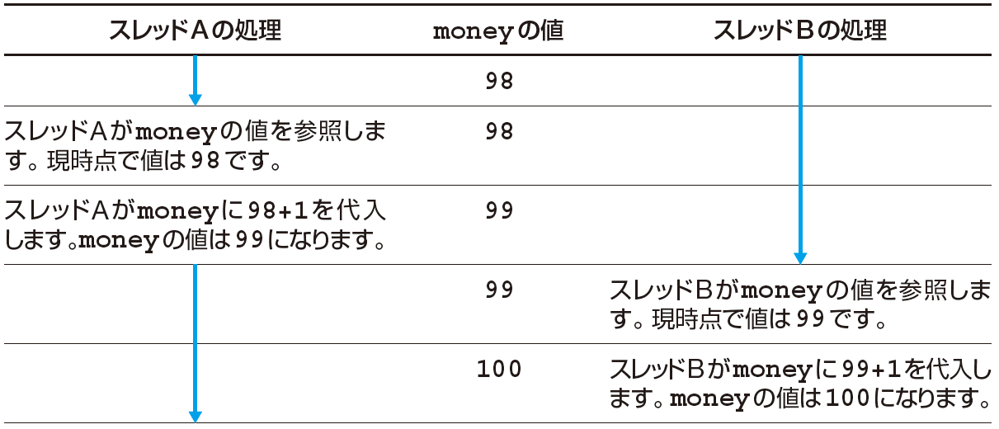 スレッドAの処理 moneyの値 スレッドBの処理
98
スレッドAがmoneyの値を参照しま
す。現時点で値は98です。
98
スレッドAがmoneyに98+1を代入
します。moneyの値は99になります。
99
99
スレッドBがmoneyの値を参照しま
す。現時点で値は99です。
100
スレッドBがmoneyに99+1を代入し
ます。moneyの値は100になります。